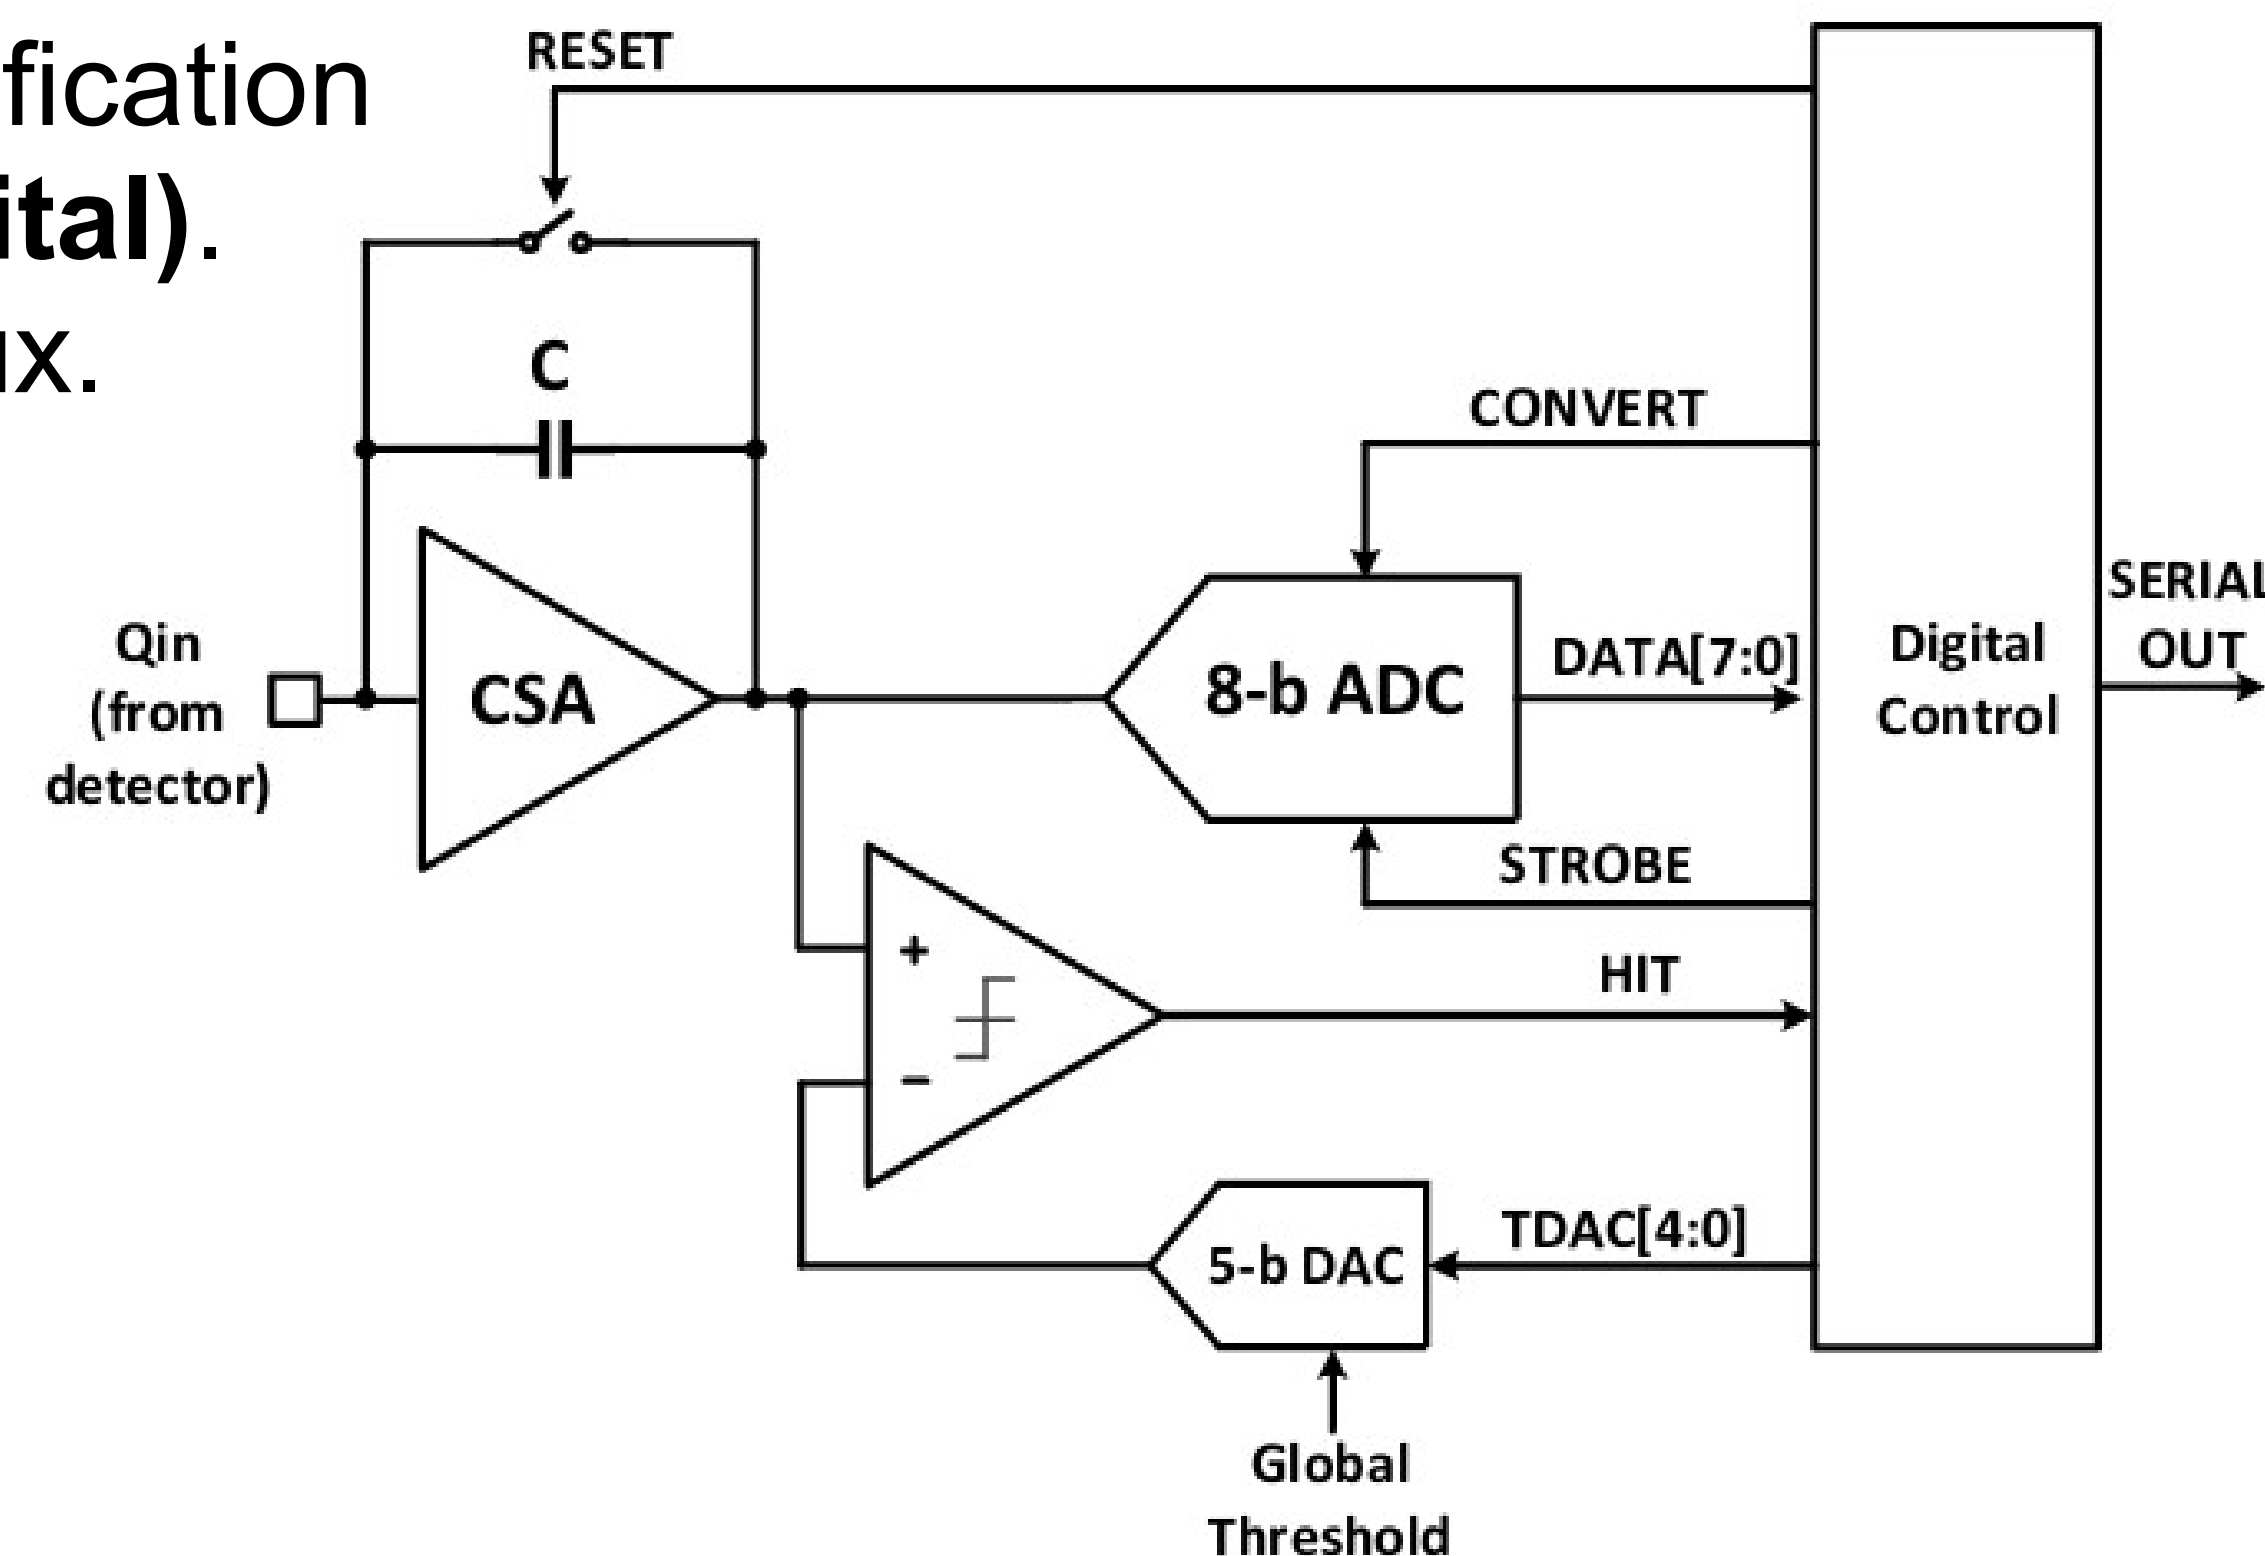 fication
ital).
ux.
RESET
C
CONVERT
Qin
(from
detector)
CSA
8-b ADC
DATA[7:0]
Digital
Control
SERIAL
OUT
STROBE
+
HIT
−
5-b DAC
TDAC[4:0]
Global
Threshold